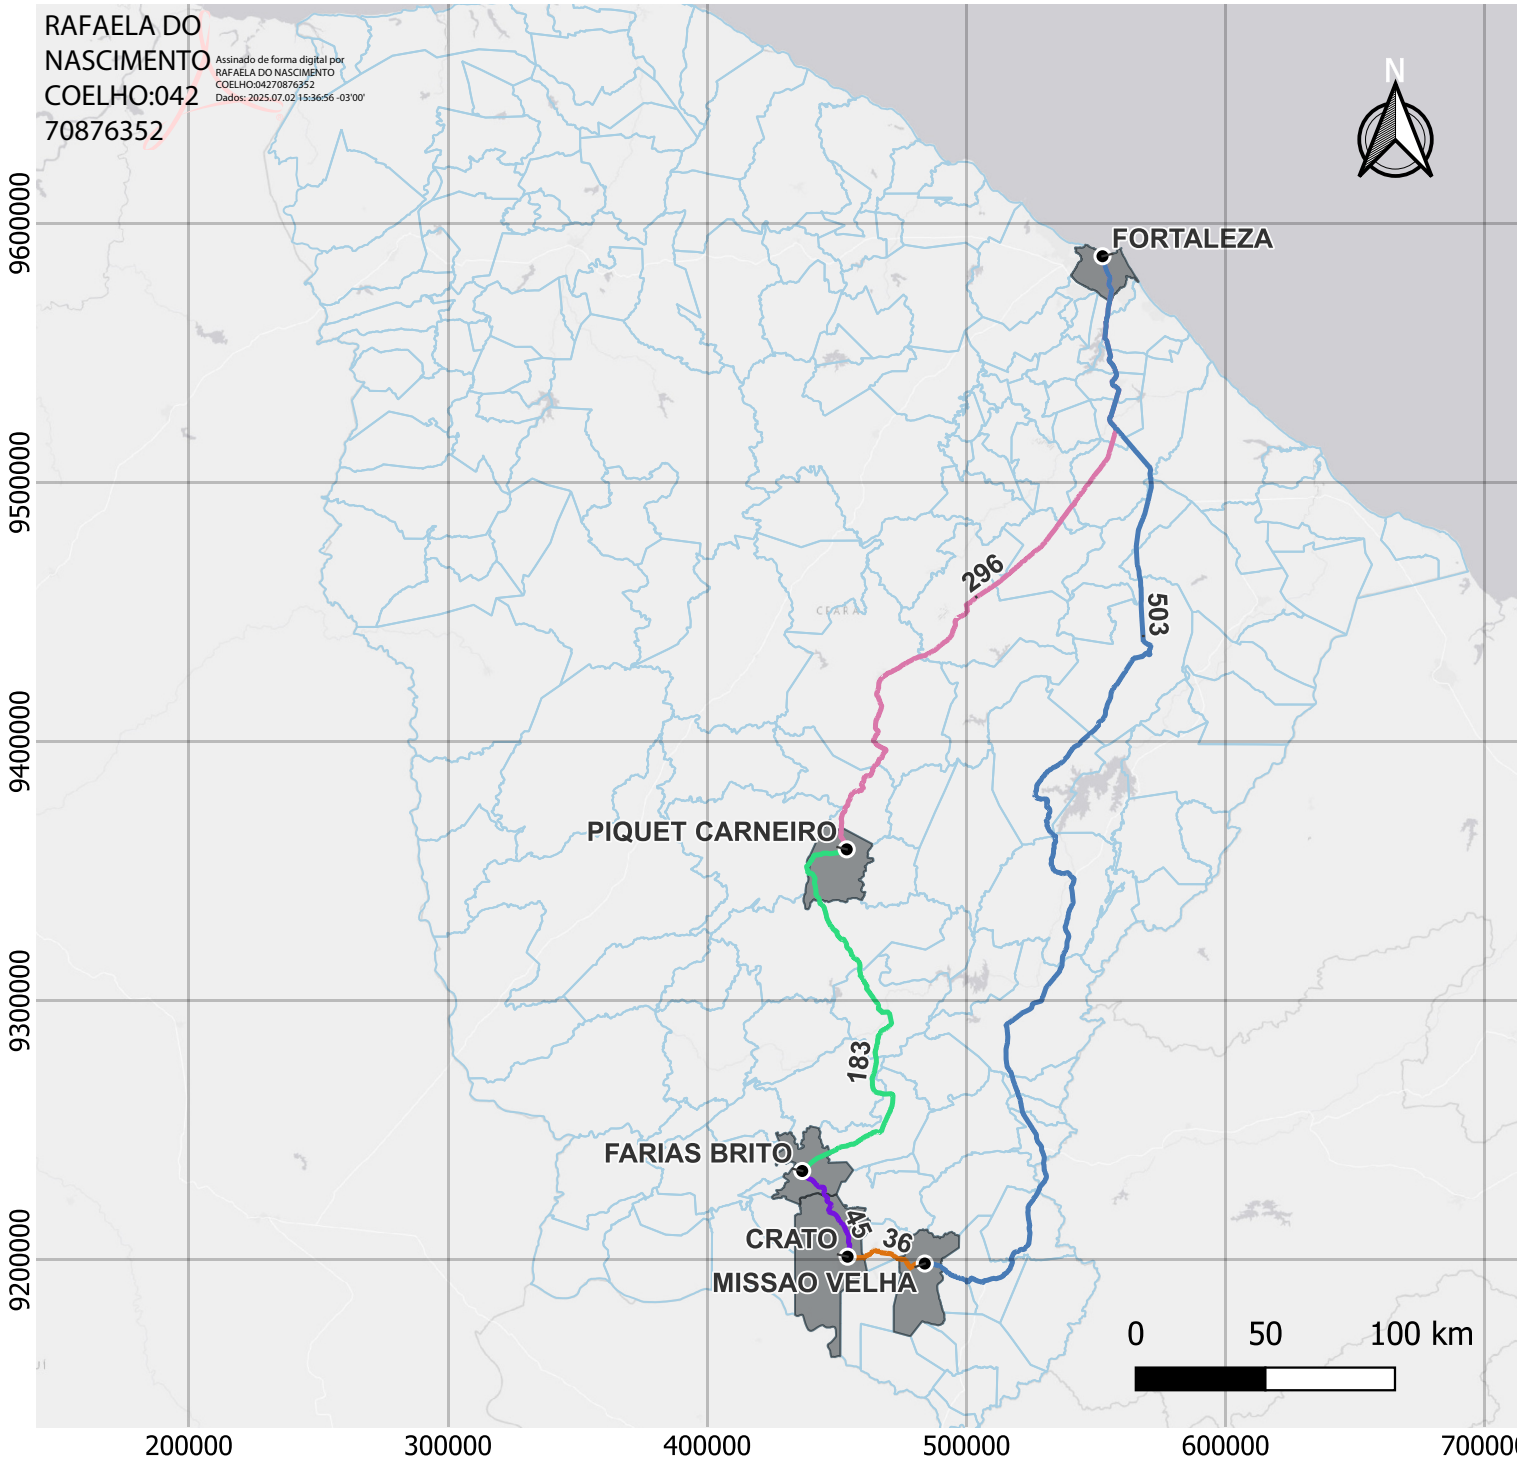 RAFAELA DO
NASCIMENTO
COELHO:042
70876352
Assinado de forma digital por
RAFAELA DO NASCIMENTO
COELHO:04270876352
Dados: 2025.07.02 15:36:56 -03'00'
N
9600000
FORTALEZA
9500000
296
503
CEARÁ
9400000
PIQUET CARNEIRO
9300000
183
FARIAS BRITO
45
CRATO
36
9200000
MISSAO VELHA
0 50 100 km
200000 300000 400000 500000 600000